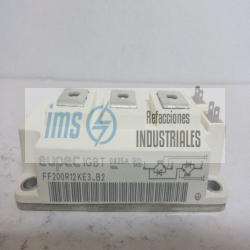 ims
Refacciones
INDUSTRIALES
eupec IGBT
FF200R12KE3_B2